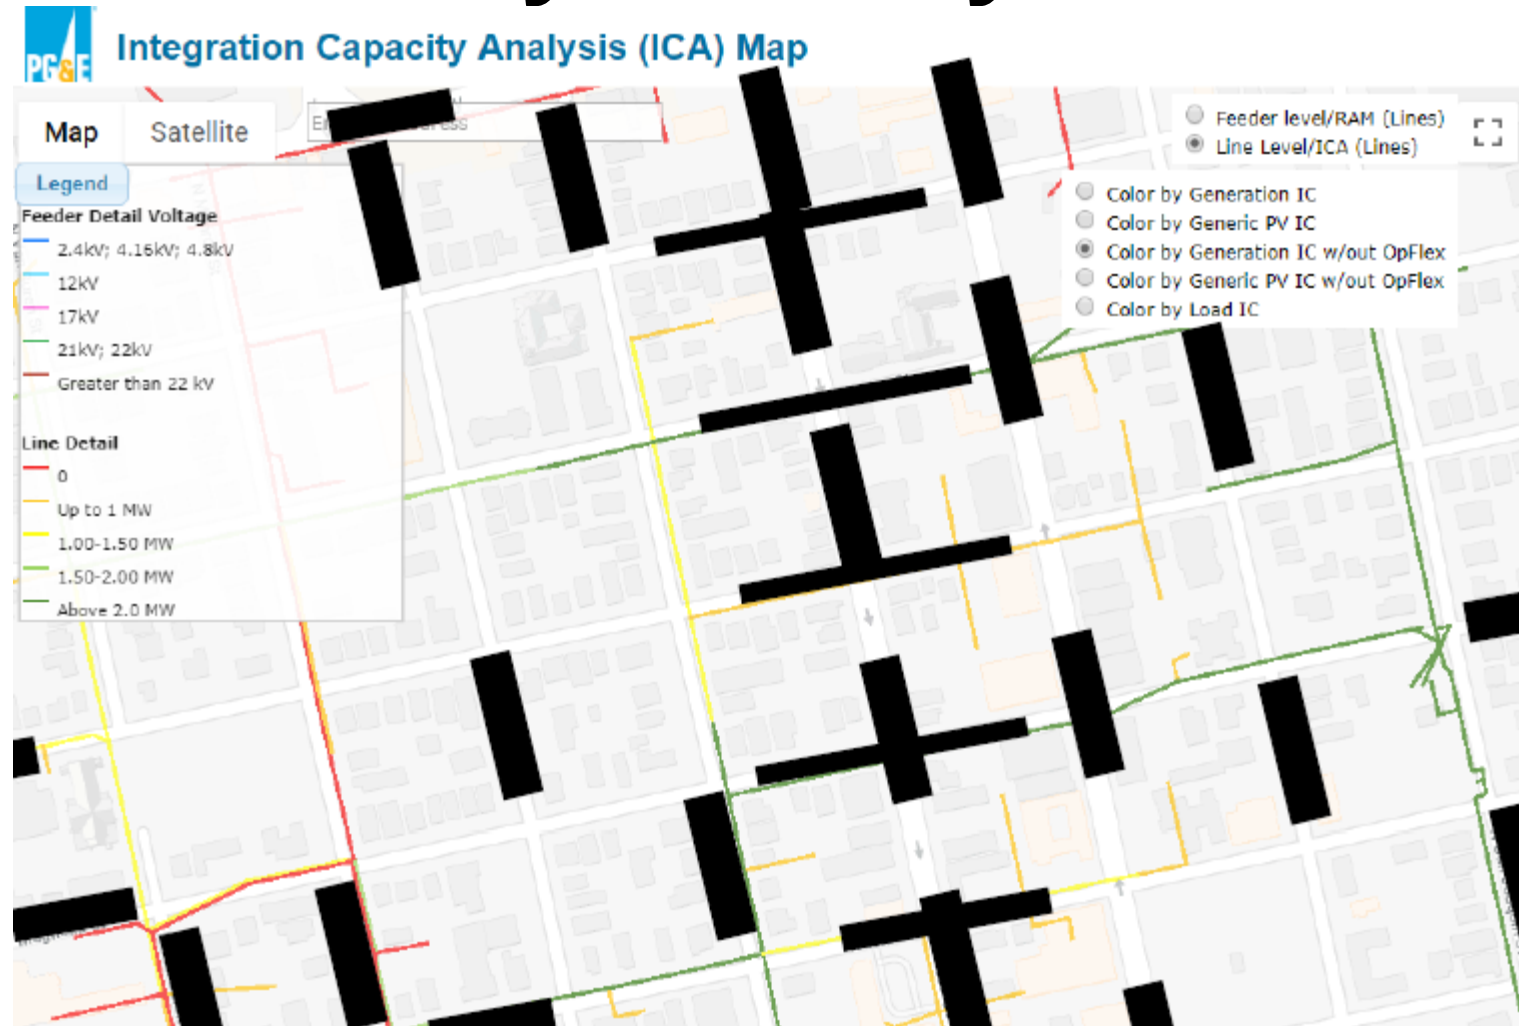 PG&E
Integration Capacity Analysis (ICA) Map
Map
Satellite
Legend
Feeder Detail Voltage
2.4kV; 4.16kV; 4.8kV
12kV
17kV
21kV; 22kV
Greater than 22 kV
Line Detail
0
Up to 1 MW
1.00-1.50 MW
1.50-2.00 MW
Above 2.0 MW
Feeder level/RAM (Lines)
Line Level/ICA (Lines)
Color by Generation IC
Color by Generic PV IC
Color by Generation IC w/out OpFlex
Color by Generic PV IC w/out OpFlex
Color by Load IC